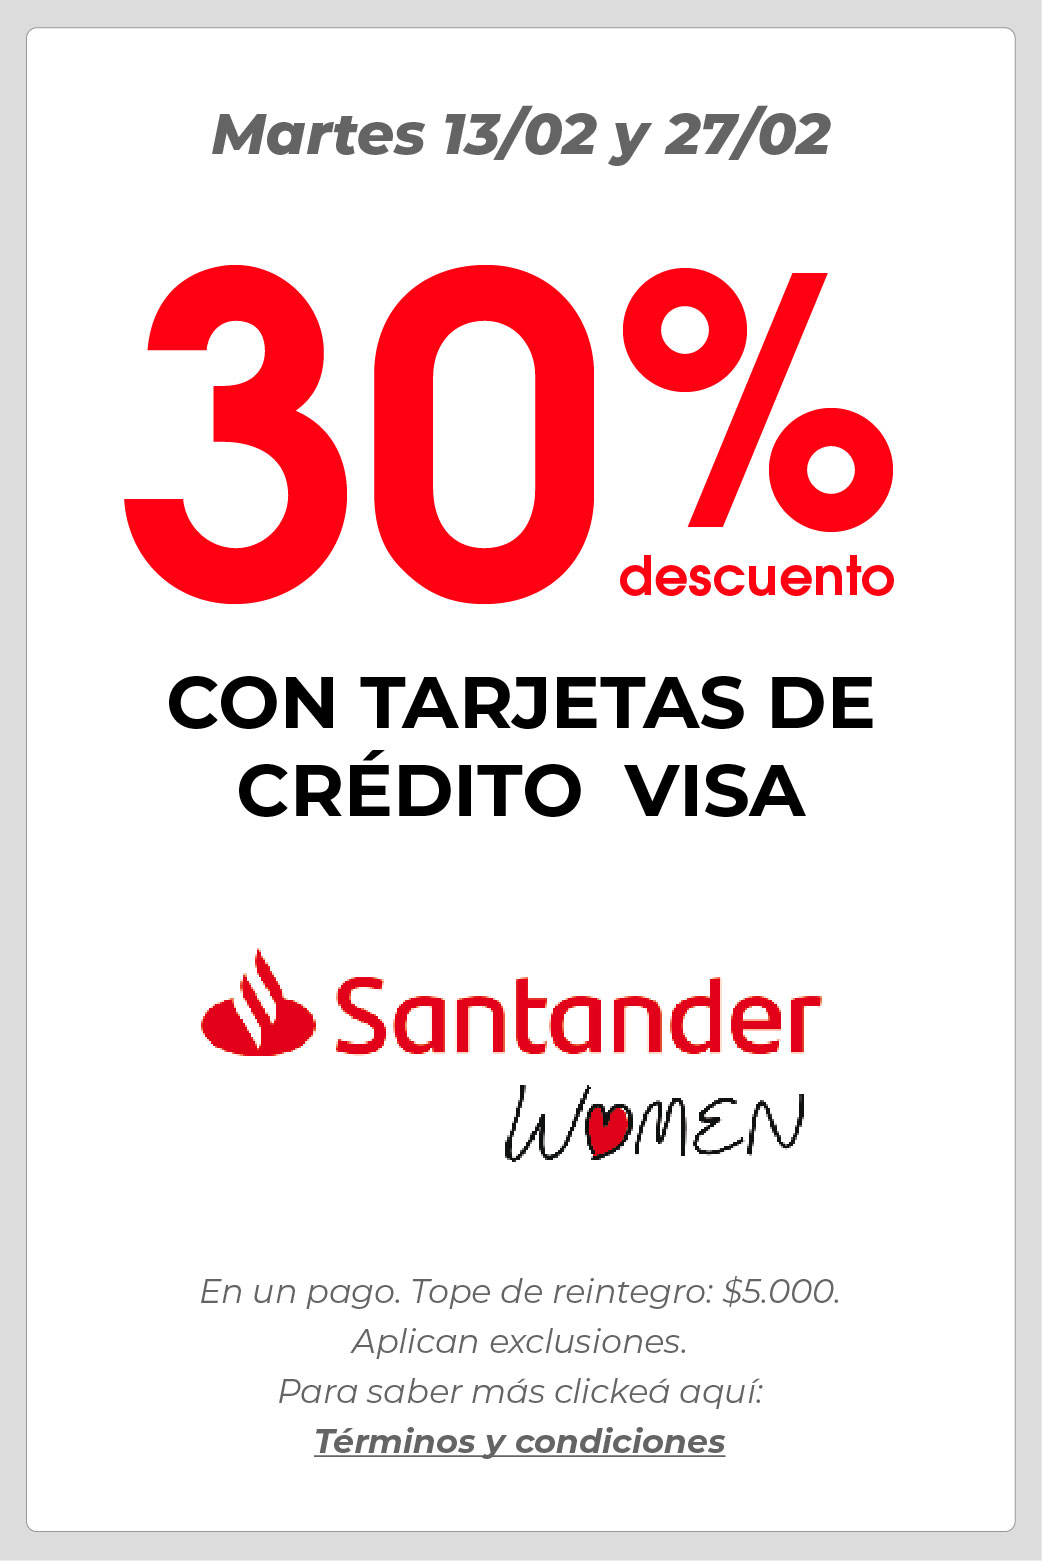 Martes 13/02 y 27/02
30%
descuento
CON TARJETAS DE
CRÉDITO  VISA
Santander
WOMEN
En un pago. Tope de reintegro: $5.000.
Aplican exclusiones.
Para saber más clickeá aquí:
Términos y condiciones